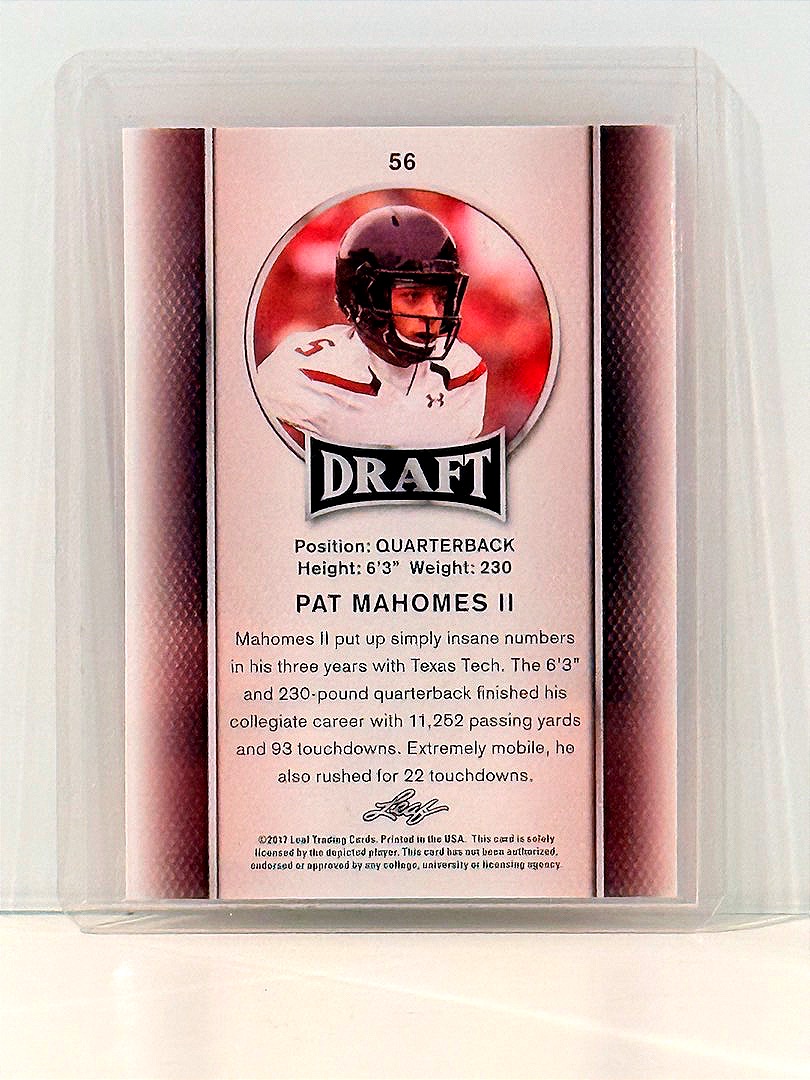 56
5
DRAFT
Position: QUARTERBACK
Height: 6'3" Weight: 230
PAT MAHOMES II
Mahomes II put up simply insane numbers
in his three years with Texas Tech. The 6'3"
and 230-pound quarterback finished his
collegiate career with 11,252 passing yards
and 93 touchdowns. Extremely mobile, he
also rushed for 22 touchdowns.
Leaf
©2017 Leaf Trading Cards. Printed in the USA. This card is solely
licensed by the depicted player. This card has not been authorized,
endorsed or approved by any college, university or licensing agency.